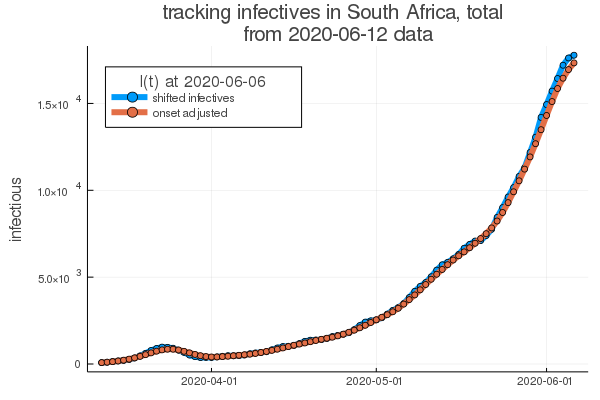 tracking infectives in South Africa, total
from 2020-06-12 data
I(t) at 2020-06-06
shifted infectives
onset adjusted
infectious
1.5×10⁴
1.0×10⁴
5.0×10³
0
2020-04-01 2020-05-01 2020-06-01